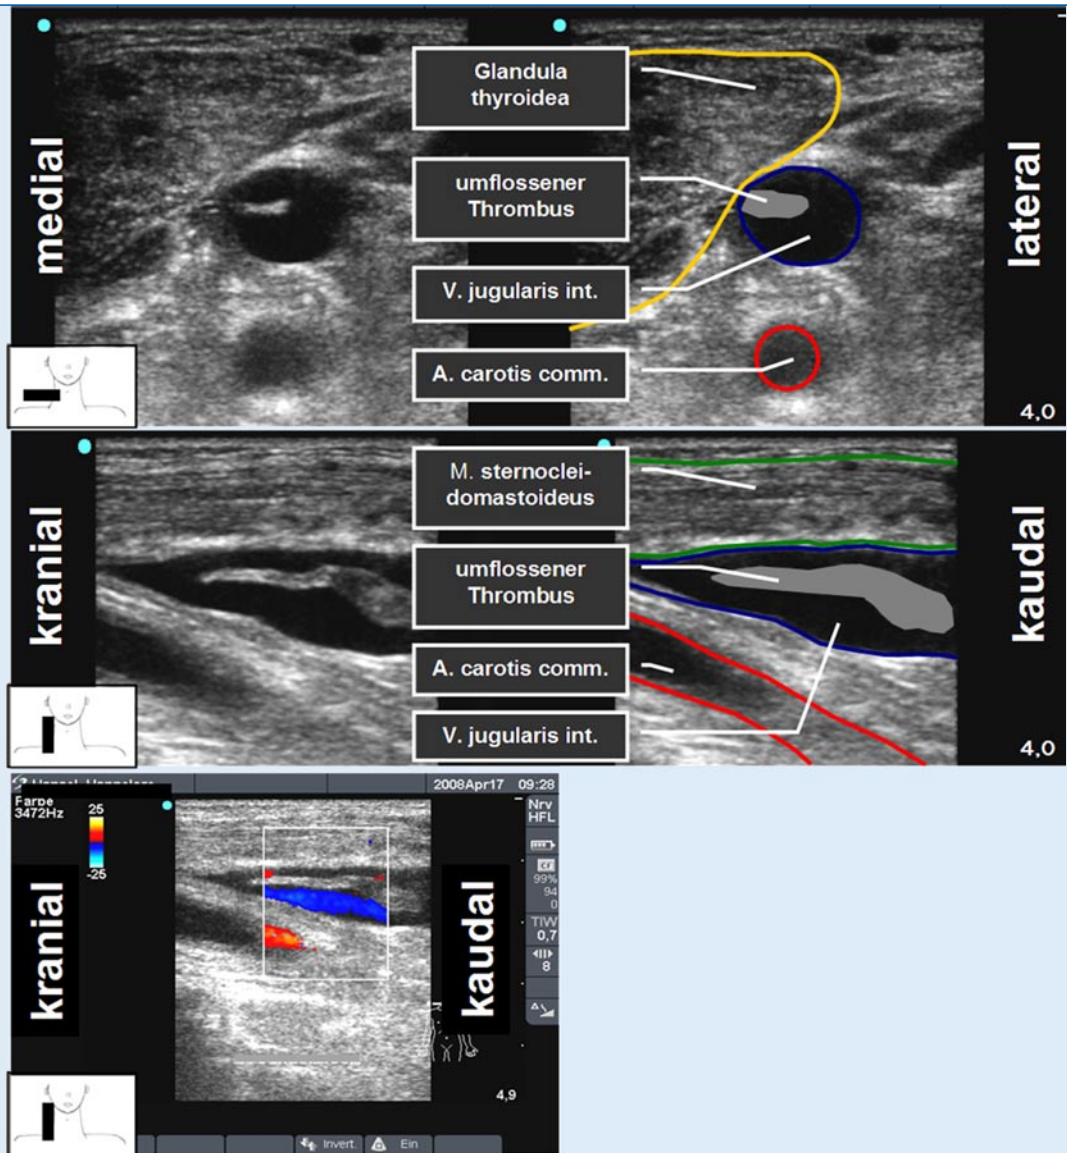 medial
Glandula
thyroidea
umflossener
Thrombus
V. jugularis int.
A. carotis comm.
lateral
4,0
kranial
M. sternoclei-
domastoideus
umflossener
Thrombus
A. carotis comm.
V. jugularis int.
kaudal
4,0
2008Apr17 09:28
Farbe
3472Hz
25
-25
kranial
kaudal
Nrv
HFL
99%
94
0
TIW
0,7
8
4,9
Invert.
Ein